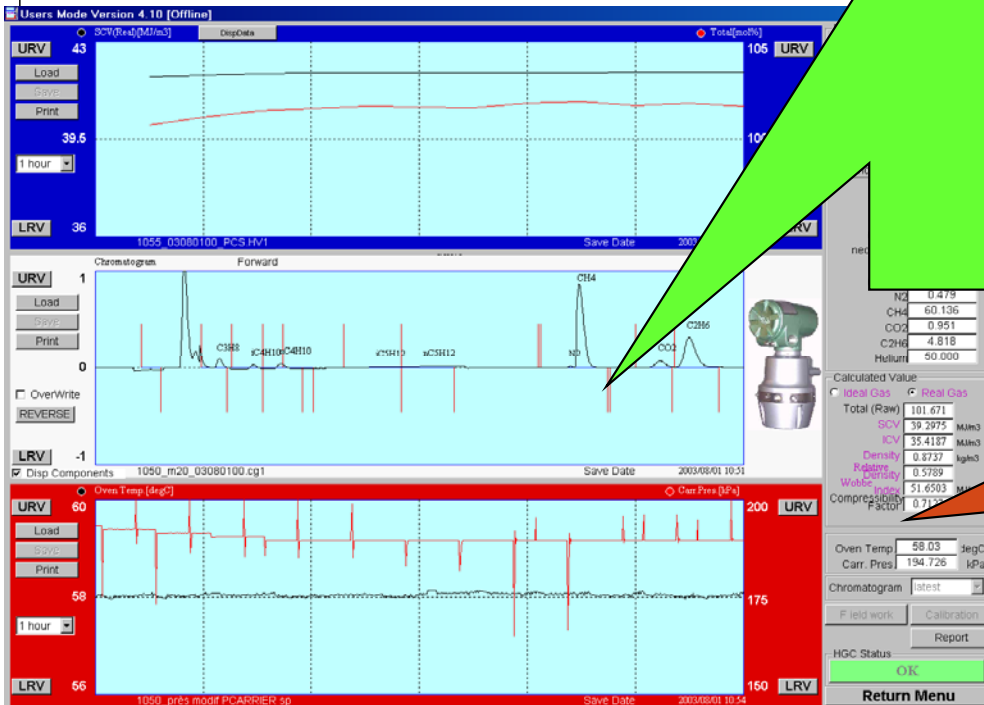 Users Mode Version 4.10 [Offline]
SCV(Real)[MJ/m3] DispData Total[mol%]
URV 43 105 URV
Load
Save
Print
39.5
1 hour
LRV 36
1055_03080100_PCS.HV1 Save Date
Chromatogram Forward
URV 1
Load
Save
Print
0
OverWrite
REVERSE
LRV -1
Disp Components
CH4
C2H6
C3H8 iC4H10 nC4H10 iC5H12 nC5H12 N2 CO2
1050_m20_03080100.cg1 Save Date 2003/08/01 10:51
Oven Temp.[degC] Carr.Pres.[kPa]
URV 60 200 URV
Load
Save
Print
58 175
1 hour
LRV 56 150 LRV
1050_près modif PCARRIER sp Save Date 2003/08/01 10:54
N2 0.479
CH4 60.136
CO2 0.951
C2H6 4.818
Helium 50.000
Calculated Value
Ideal Gas Real Gas
Total (Raw) 101.671
SCV 39.2975 MJ/m3
ICV 35.4187 MJ/m3
Density 0.8737 kg/m3
Relative Density 0.5789
Wobbe Index 51.6503
Compressibility Factor
Oven Temp. 58.03 degC
Carr. Pres. 194.726 kPa
Chromatogram latest
Field work Calibration
Report
HGC Status
OK
Return Menu